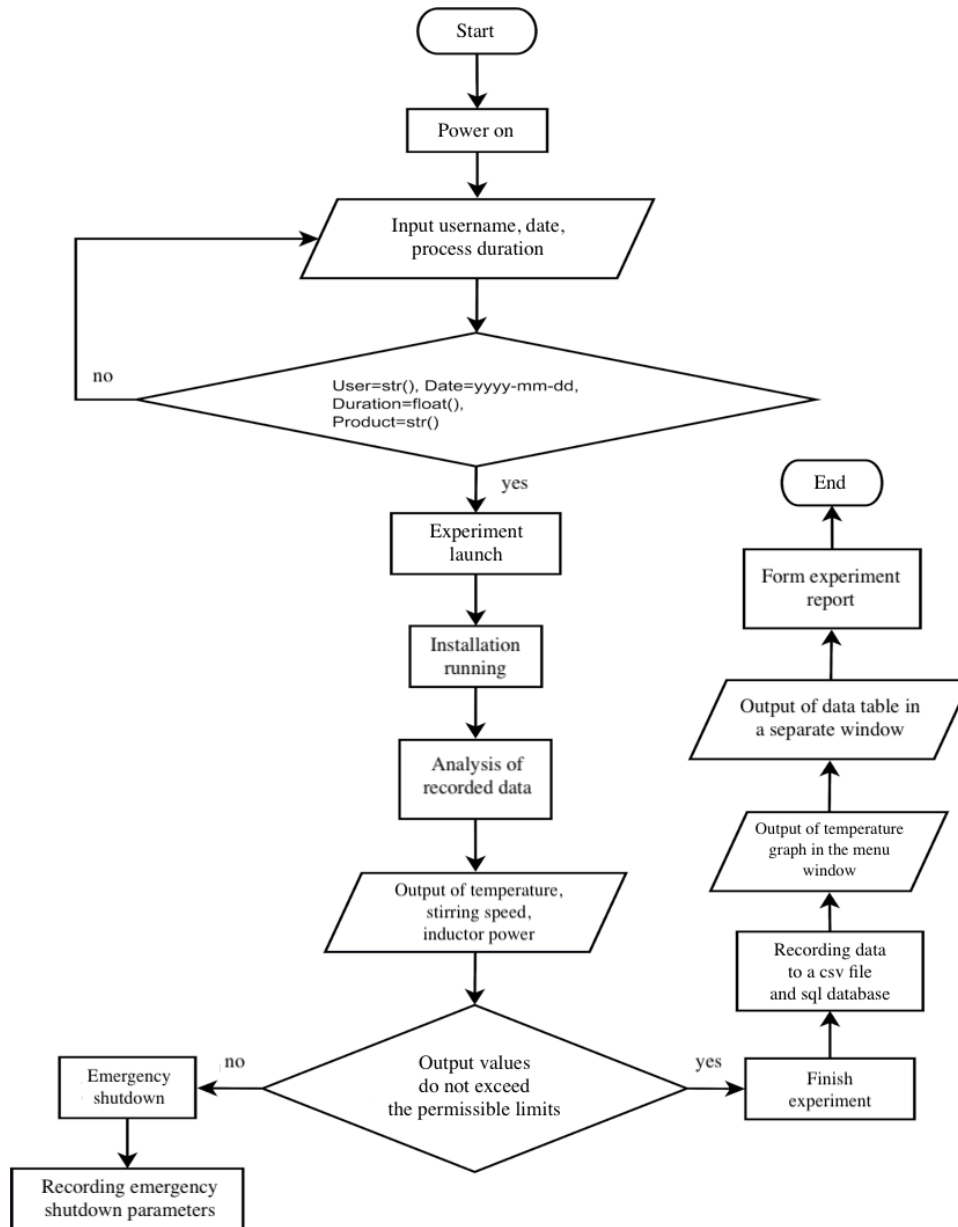 Start
Power on
Input username, date,
process duration
no
User=str(), Date=yyyy-mm-dd,
Duration=float(),
Product=str()
yes
Experiment
launch
Installation
running
Analysis of
recorded data
Output of temperature,
stirring speed,
inductor power
Output values
do not exceed
the permissible limits
no
Emergency
shutdown
Recording emergency
shutdown parameters
yes
Finish
experiment
Recording data
to a csv file
and sql database
Output of temperature
graph in the menu
window
Output of data table in
a separate window
Form experiment
report
End